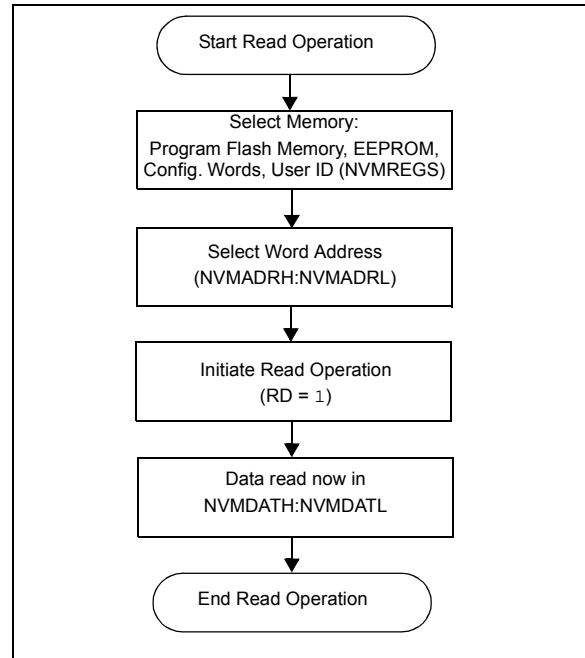 Start Read Operation
Select Memory:
Program Flash Memory, EEPROM,
Config. Words, User ID (NVMREGS)
Select Word Address
(NVMADRH:NVMADRL)
Initiate Read Operation
(RD = 1)
Data read now in
NVMDATH:NVMDATL
End Read Operation